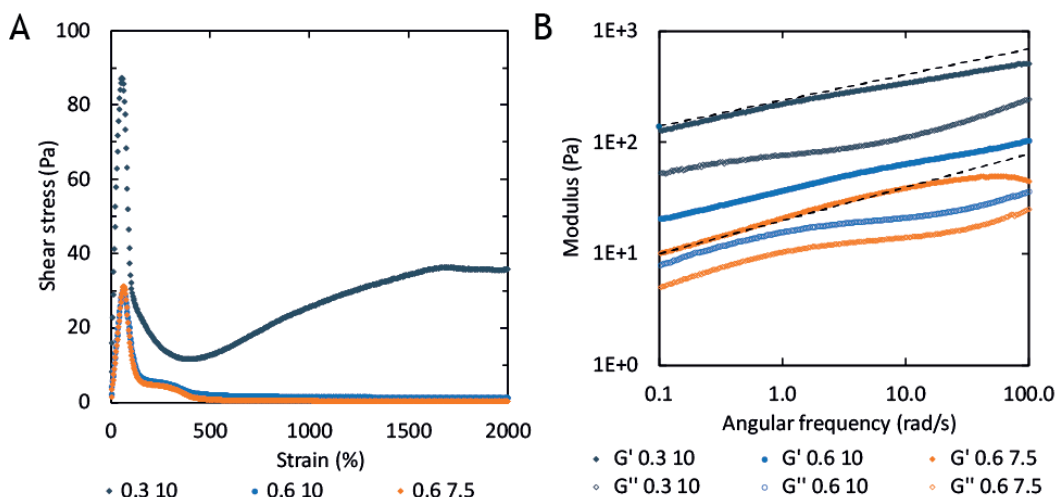 A
B
100
80
60
40
20
0
Shear stress (Pa)
0 500 1000 1500 2000
Strain (%)
0.3 10 0.6 10 0.6 7.5
1E+3
1E+2
1E+1
1E+0
Modulus (Pa)
0.1 1.0 10.0 100.0
Angular frequency (rad/s)
G' 0.3 10 G' 0.6 10 G' 0.6 7.5
G'' 0.3 10 G'' 0.6 10 G'' 0.6 7.5